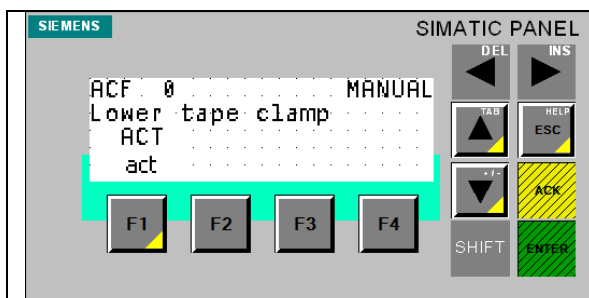 SIEMENS
SIMATIC PANEL
DEL
INS
ACF 0 MANUAL
Lower tape clamp
ACT
act
TAB
HELP
ESC
+/-
ACK
F1
F2
F3
F4
SHIFT
ENTER